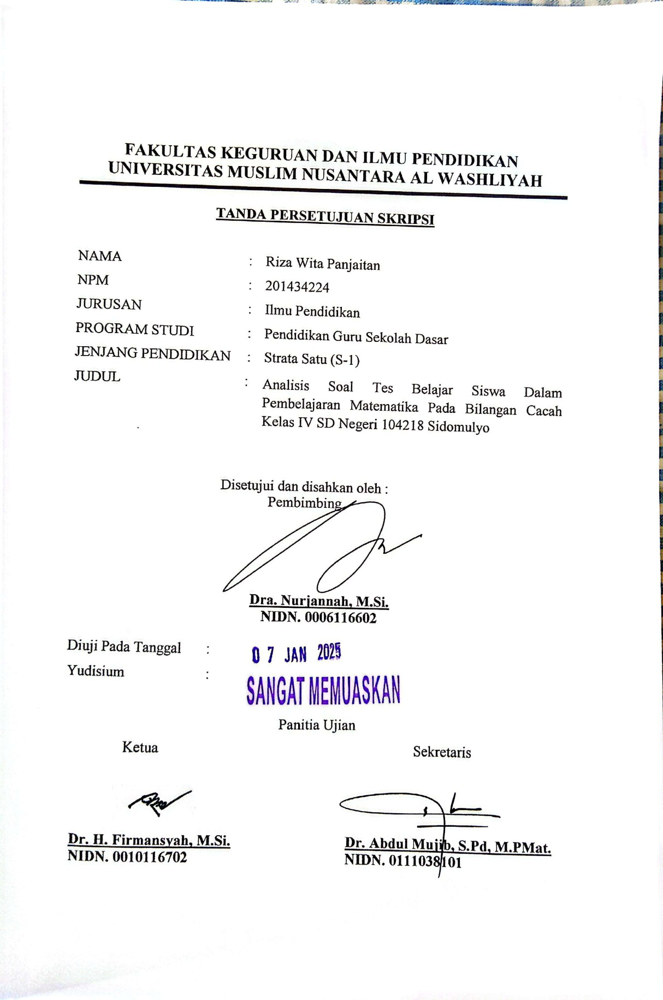 FAKULTAS KEGURUAN DAN ILMU PENDIDIKAN
UNIVERSITAS MUSLIM NUSANTARA AL WASHLIYAH
TANDA PERSETUJUAN SKRIPSI
NAMA : Riza Wita Panjaitan
NPM : 201434224
JURUSAN : Ilmu Pendidikan
PROGRAM STUDI : Pendidikan Guru Sekolah Dasar
JENJANG PENDIDIKAN : Strata Satu (S-1)
JUDUL : Analisis Soal Tes Belajar Siswa Dalam
Pembelajaran Matematika Pada Bilangan Cacah
Kelas IV SD Negeri 104218 Sidomulyo
Disetujui dan disahkan oleh :
Pembimbing
Dra. Nurjannah, M.Si.
NIDN. 0006116602
Diuji Pada Tanggal : 07 JAN 2025
Yudisium : SANGAT MEMUASKAN
Panitia Ujian
Ketua
Sekretaris
Dr. H. Firmansyah, M.Si.
NIDN. 0010116702
Dr. Abdul Mujib, S.Pd, M.PMat.
NIDN. 0111038101